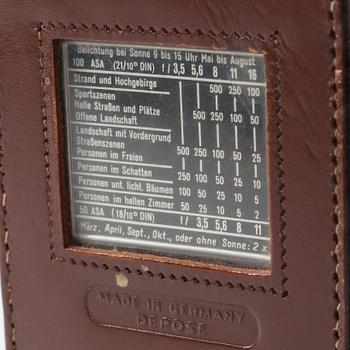 Belichtung bei Sonne 9 bis 15 Uhr Mai bis August
100 ASA (21/10° DIN) f/ 3,5 5,6 8 11 16
Strand und Hochgebirge 500 250 100
Sportszenen
Helle Straßen und Plätze 500 250 100 50
Offene Landschaft
Landschaft mit Vordergrund
Straßenszenen 500 250 100 50 25
Personen im Freien
Personen im Schatten 250 100 50 25 10
Personen unt. licht. Bäumen 100 50 25 10 5
Personen im hellen Zimmer 50 25 10 5 2
50 ASA (18/10° DIN) f/ 3,5 5,6 8 11
März, April, Sept., Okt., oder ohne Sonne: 2 x
MADE IN GERMANY
DEPOSE